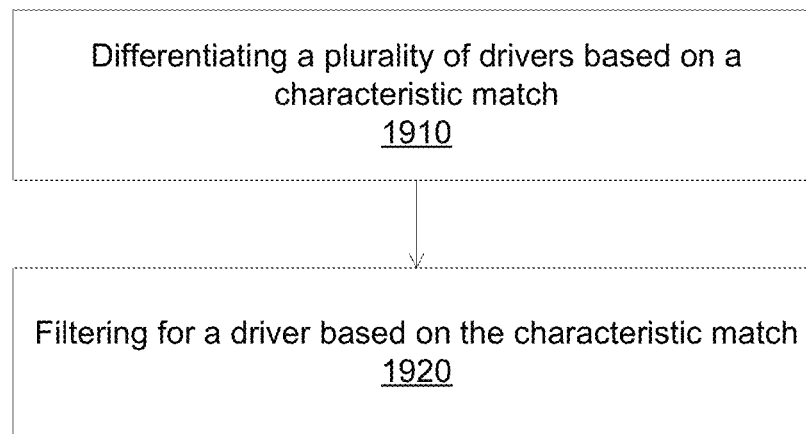 Differentiating a plurality of drivers based on a
characteristic match
1910
Filtering for a driver based on the characteristic match
1920